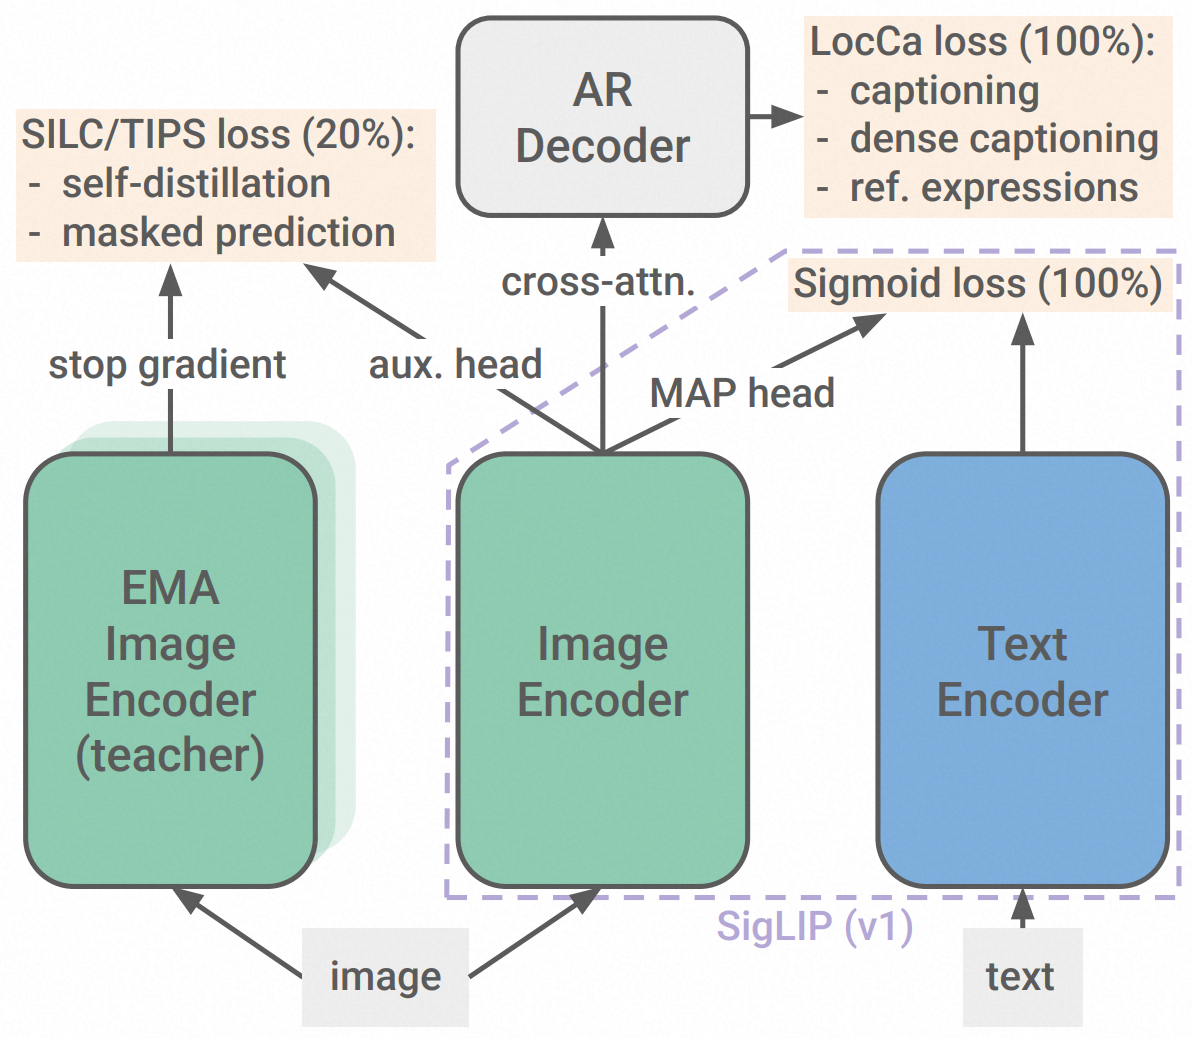 AR
Decoder
LocCa loss (100%):
- captioning
- dense captioning
- ref. expressions
SILC/TIPS loss (20%):
- self-distillation
- masked prediction
cross-attn.
Sigmoid loss (100%)
stop gradient
aux. head
MAP head
EMA
Image
Encoder
(teacher)
Image
Encoder
Text
Encoder
SigLIP (v1)
image
text